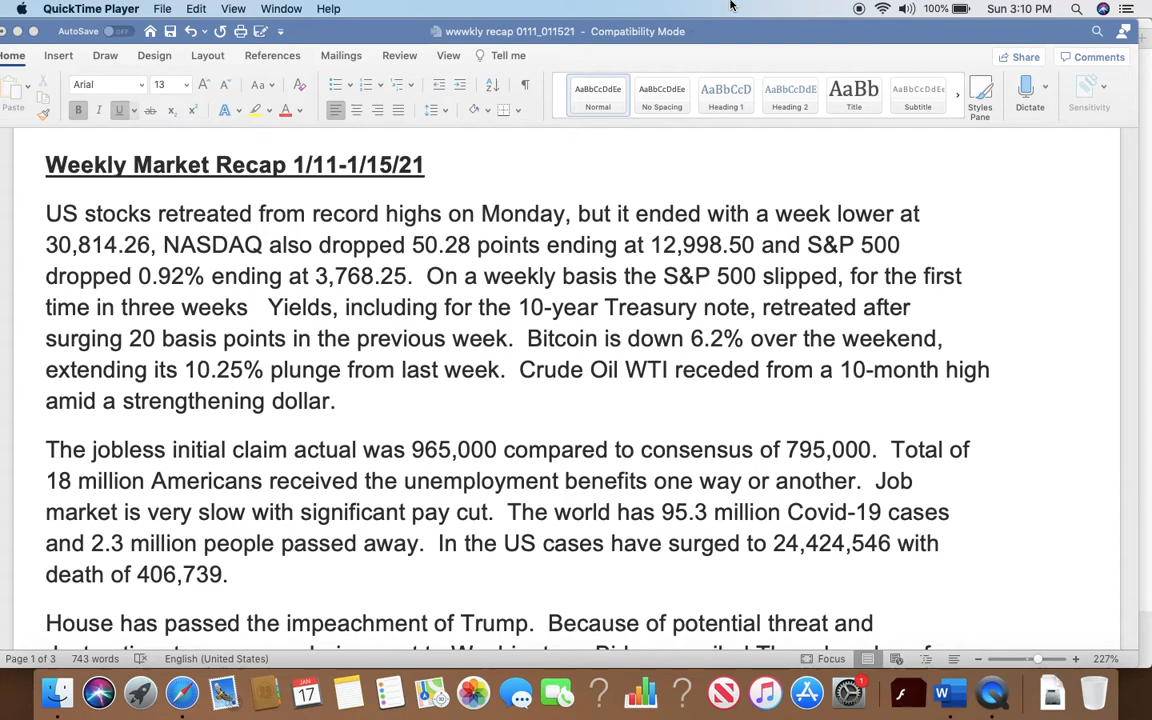 QuickTime Player File Edit View Window Help 100% Sun 3:10 PM
AutoSave OFF wwwkly recap 0111_011521 - Compatibility Mode
Home Insert Draw Design Layout References Mailings Review View Tell me Share Comments
Arial 13 Aa
AaBbCcDdEe AaBbCcDdEe AaBbCcD AaBbCcDdE AaBb AaBbCcDdEe
Paste B I U ab x₂ x² A A Normal No Spacing Heading 1 Heading 2 Title Subtitle Styles Pane Dictate Sensitivity
Weekly Market Recap 1/11-1/15/21
US stocks retreated from record highs on Monday, but it ended with a week lower at
30,814.26, NASDAQ also dropped 50.28 points ending at 12,998.50 and S&P 500
dropped 0.92% ending at 3,768.25. On a weekly basis the S&P 500 slipped, for the first
time in three weeks Yields, including for the 10-year Treasury note, retreated after
surging 20 basis points in the previous week. Bitcoin is down 6.2% over the weekend,
extending its 10.25% plunge from last week. Crude Oil WTI receded from a 10-month high
amid a strengthening dollar.
The jobless initial claim actual was 965,000 compared to consensus of 795,000. Total of
18 million Americans received the unemployment benefits one way or another. Job
market is very slow with significant pay cut. The world has 95.3 million Covid-19 cases
and 2.3 million people passed away. In the US cases have surged to 24,424,546 with
death of 406,739.
House has passed the impeachment of Trump. Because of potential threat and
Page 1 of 3 743 words English (United States) Focus 227%
JAN
17